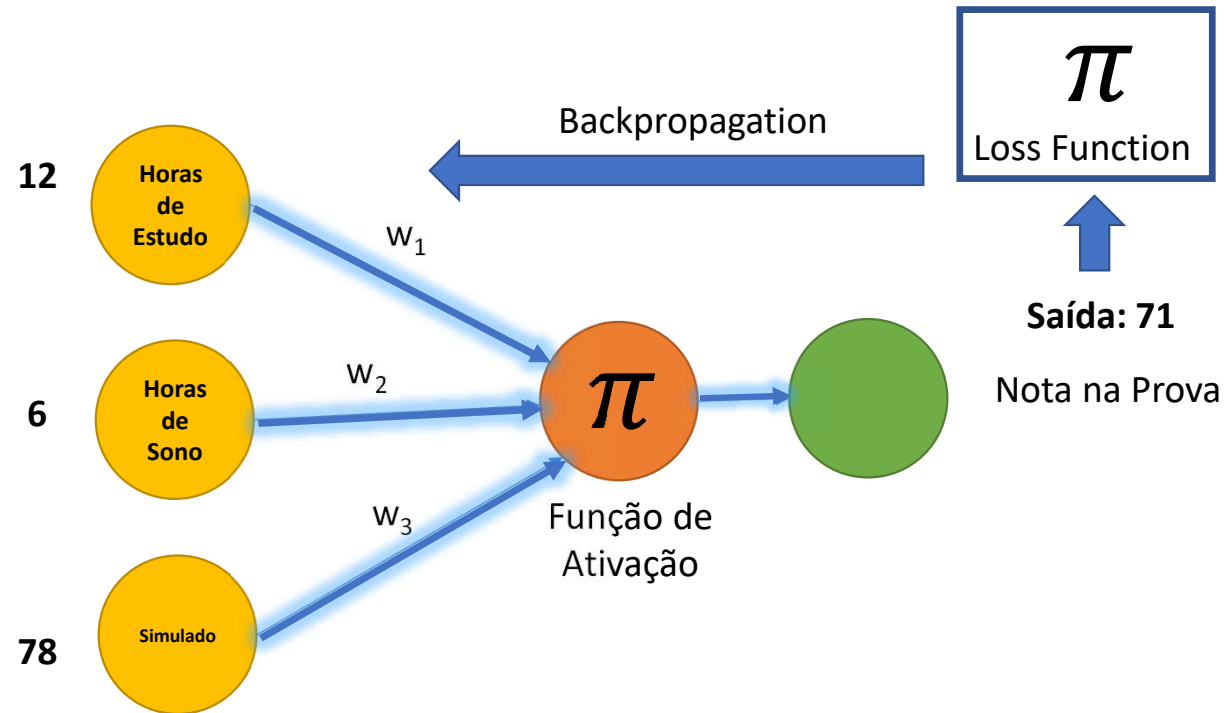 π
Loss Function
Backpropagation
12
Horas
de
Estudo
w₁
Saída: 71
Nota na Prova
6
Horas
de
Sono
w₂
π
Função de
Ativação
w₃
78
Simulado